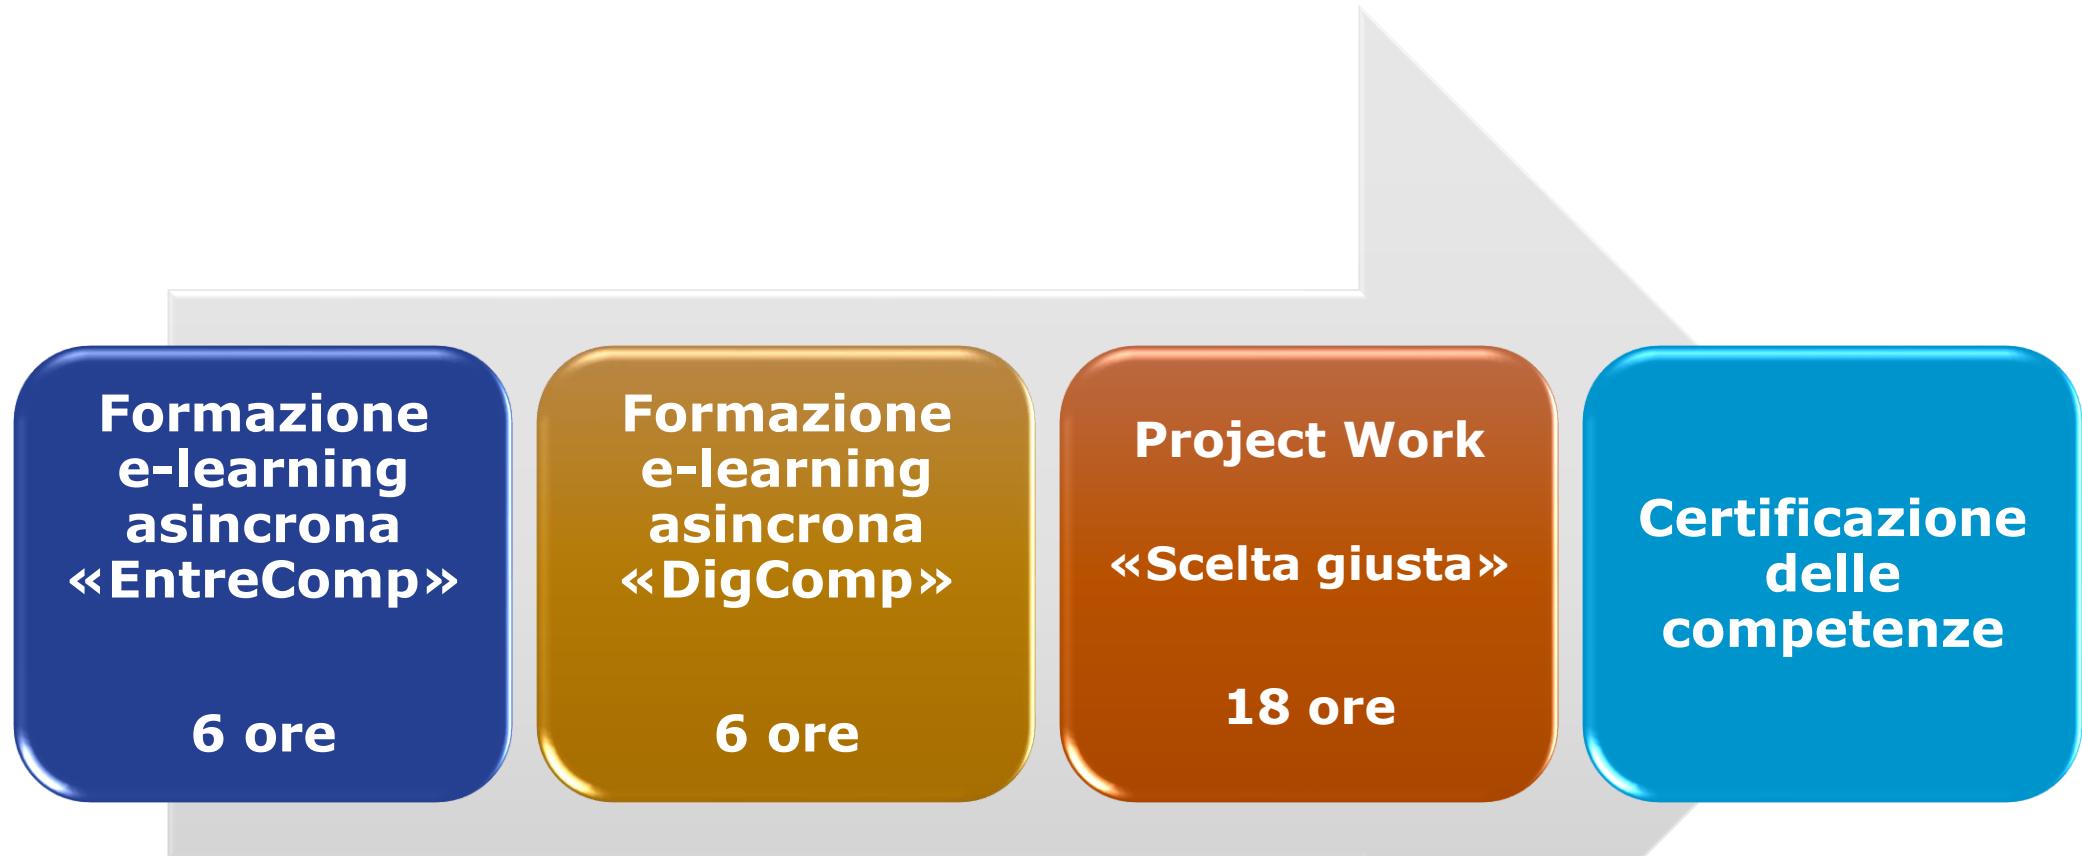 Formazione
e-learning
asincrona
«EntreComp»
6 ore
Formazione
e-learning
asincrona
«DigComp»
6 ore
Project Work
«Scelta giusta»
18 ore
Certificazione
delle
competenze